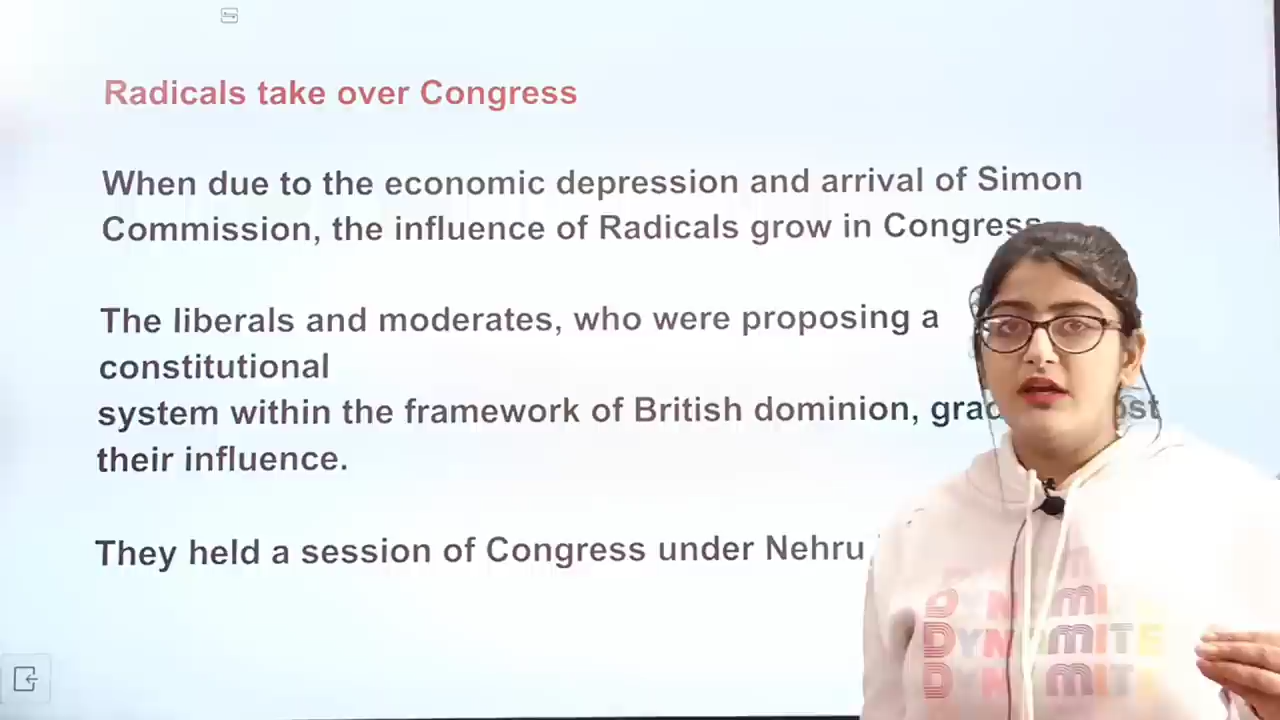 Radicals take over Congress
When due to the economic depression and arrival of Simon
Commission, the influence of Radicals grow in Congress
The liberals and moderates, who were proposing a
constitutional
system within the framework of British dominion,
their influence.
They held a session of Congress under Nehru
DYNAMITE
DYNAMITE
DYNAMITE